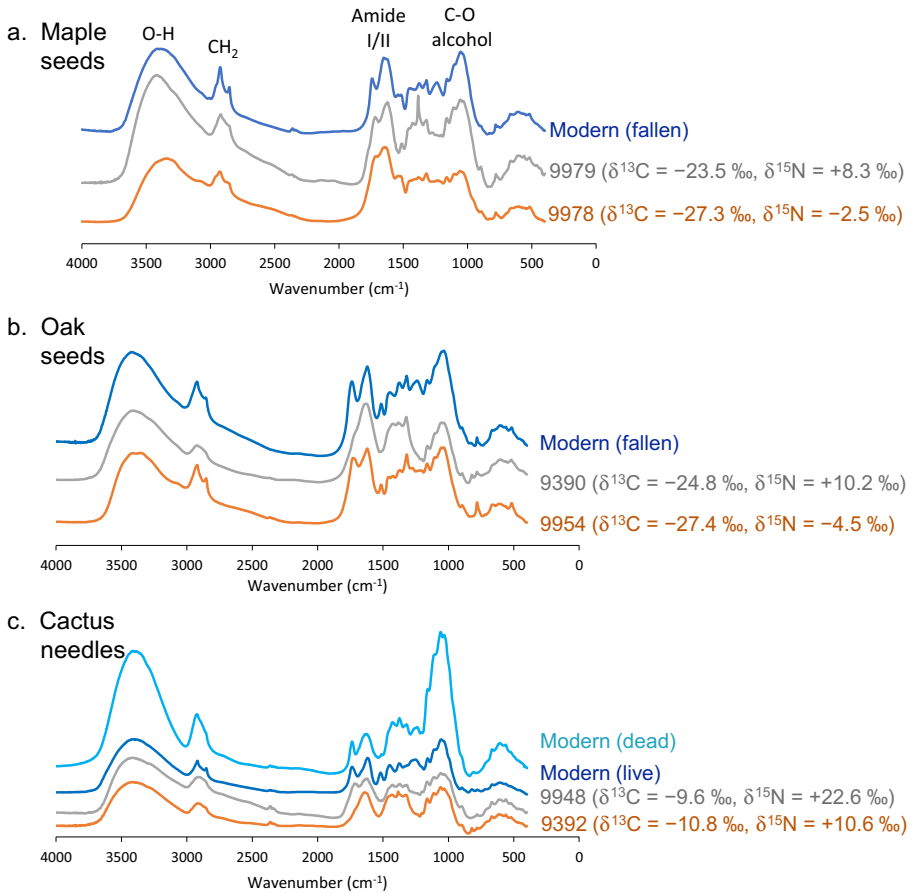 a. Maple
seeds
O-H
CH₂
Amide
I/II
C-O
alcohol
Modern (fallen)
9979 (δ¹³C = −23.5 ‰, δ¹⁵N = +8.3 ‰)
9978 (δ¹³C = −27.3 ‰, δ¹⁵N = −2.5 ‰)
4000 3500 3000 2500 2000 1500 1000 500 0
Wavenumber (cm⁻¹)
b. Oak
seeds
Modern (fallen)
9390 (δ¹³C = −24.8 ‰, δ¹⁵N = +10.2 ‰)
9954 (δ¹³C = −27.4 ‰, δ¹⁵N = −4.5 ‰)
4000 3500 3000 2500 2000 1500 1000 500 0
Wavenumber (cm⁻¹)
c. Cactus
needles
Modern (dead)
Modern (live)
9948 (δ¹³C = −9.6 ‰, δ¹⁵N = +22.6 ‰)
9392 (δ¹³C = −10.8 ‰, δ¹⁵N = +10.6 ‰)
4000 3500 3000 2500 2000 1500 1000 500 0
Wavenumber (cm⁻¹)